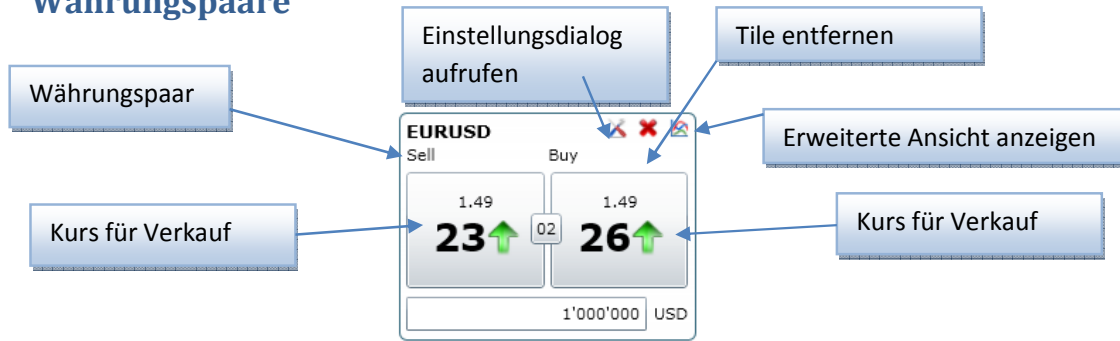 Währungspaare
Einstellungsdialog
aufrufen
Tile entfernen
Währungspaar
Erweiterte Ansicht anzeigen
EURUSD
Sell
Buy
1.49
1.49
23
02
26
Kurs für Verkauf
Kurs für Verkauf
1'000'000
USD